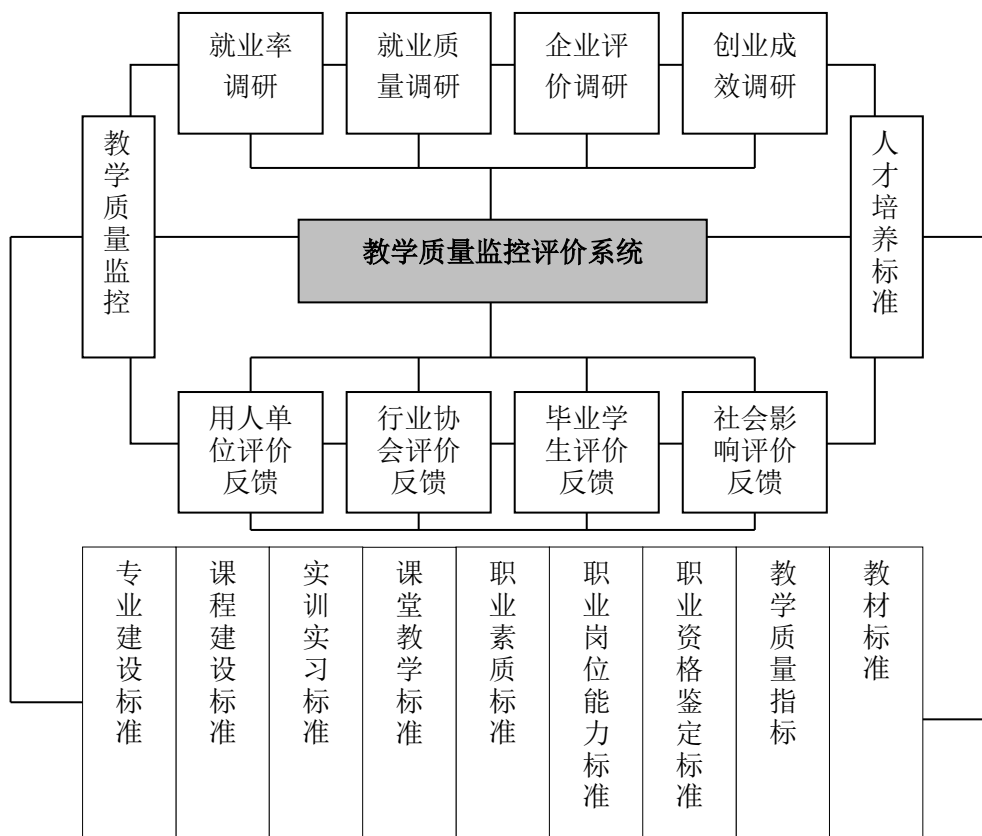 就业率
调研
就业质
量调研
企业评
价调研
创业成
效调研
教学质量监控
教学质量监控评价系统
人才培养标准
用人单
位评价
反馈
行业协
会评价
反馈
毕业学
生评价
反馈
社会影
响评价
反馈
专业建设标准
课程建设标准
实训实习标准
课堂教学标准
职业素质标准
职业岗位能力标准
职业资格鉴定标准
教学质量指标
教材标准